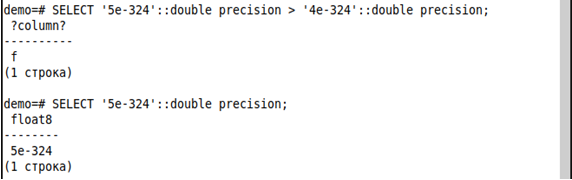 demo=# SELECT '5e-324'::double precision > '4e-324'::double precision;
?column?
----------
f
(1 строка)
demo=# SELECT '5e-324'::double precision;
float8
--------
5e-324
(1 строка)